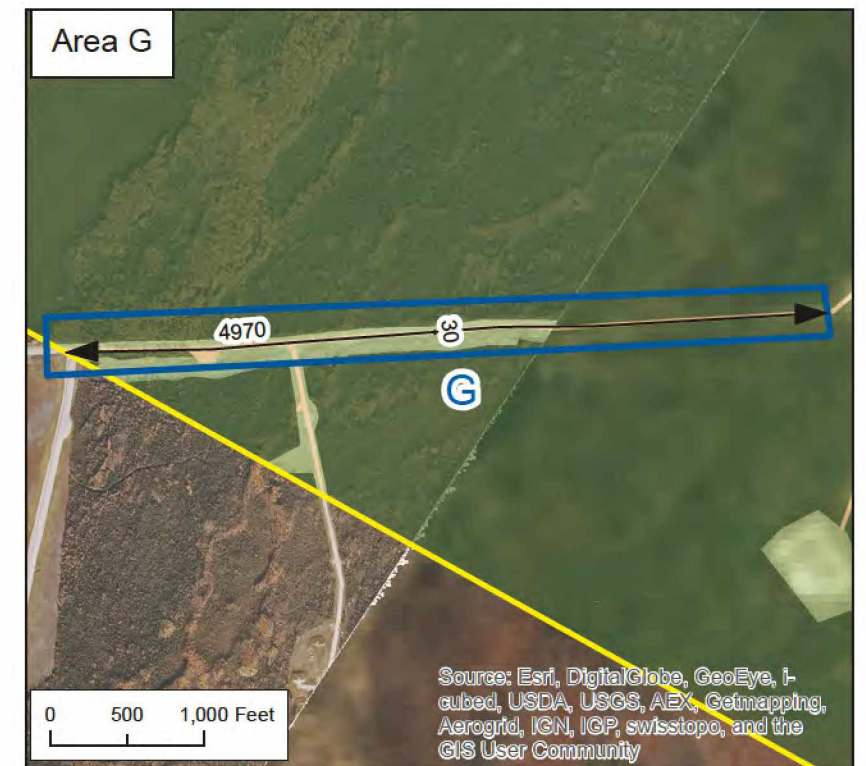 Area G
4970
30
G
0 500 1,000 Feet
Source: Esri, DigitalGlobe, GeoEye, i-
cubed, USDA, USGS, AEX, Getmapping,
Aerogrid, IGN, IGP, swisstopo, and the
GIS User Community